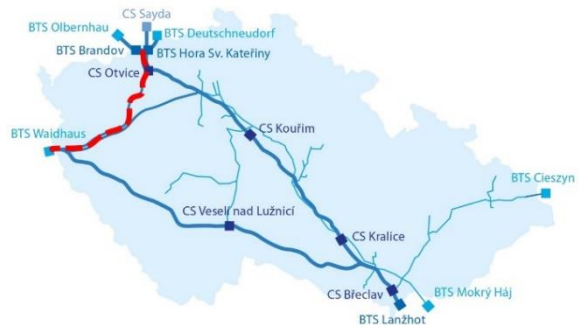 CS Sayda
BTS Olbernhau
BTS Deutschneudorf
BTS Brandov
BTS Hora Sv. Kateřiny
CS Otvice
CS Kouřim
BTS Waidhaus
BTS Cieszyn
CS Veselí nad Lužnicí
CS Kralice
CS Břeclav
BTS Mokrý Háj
BTS Lanžhot